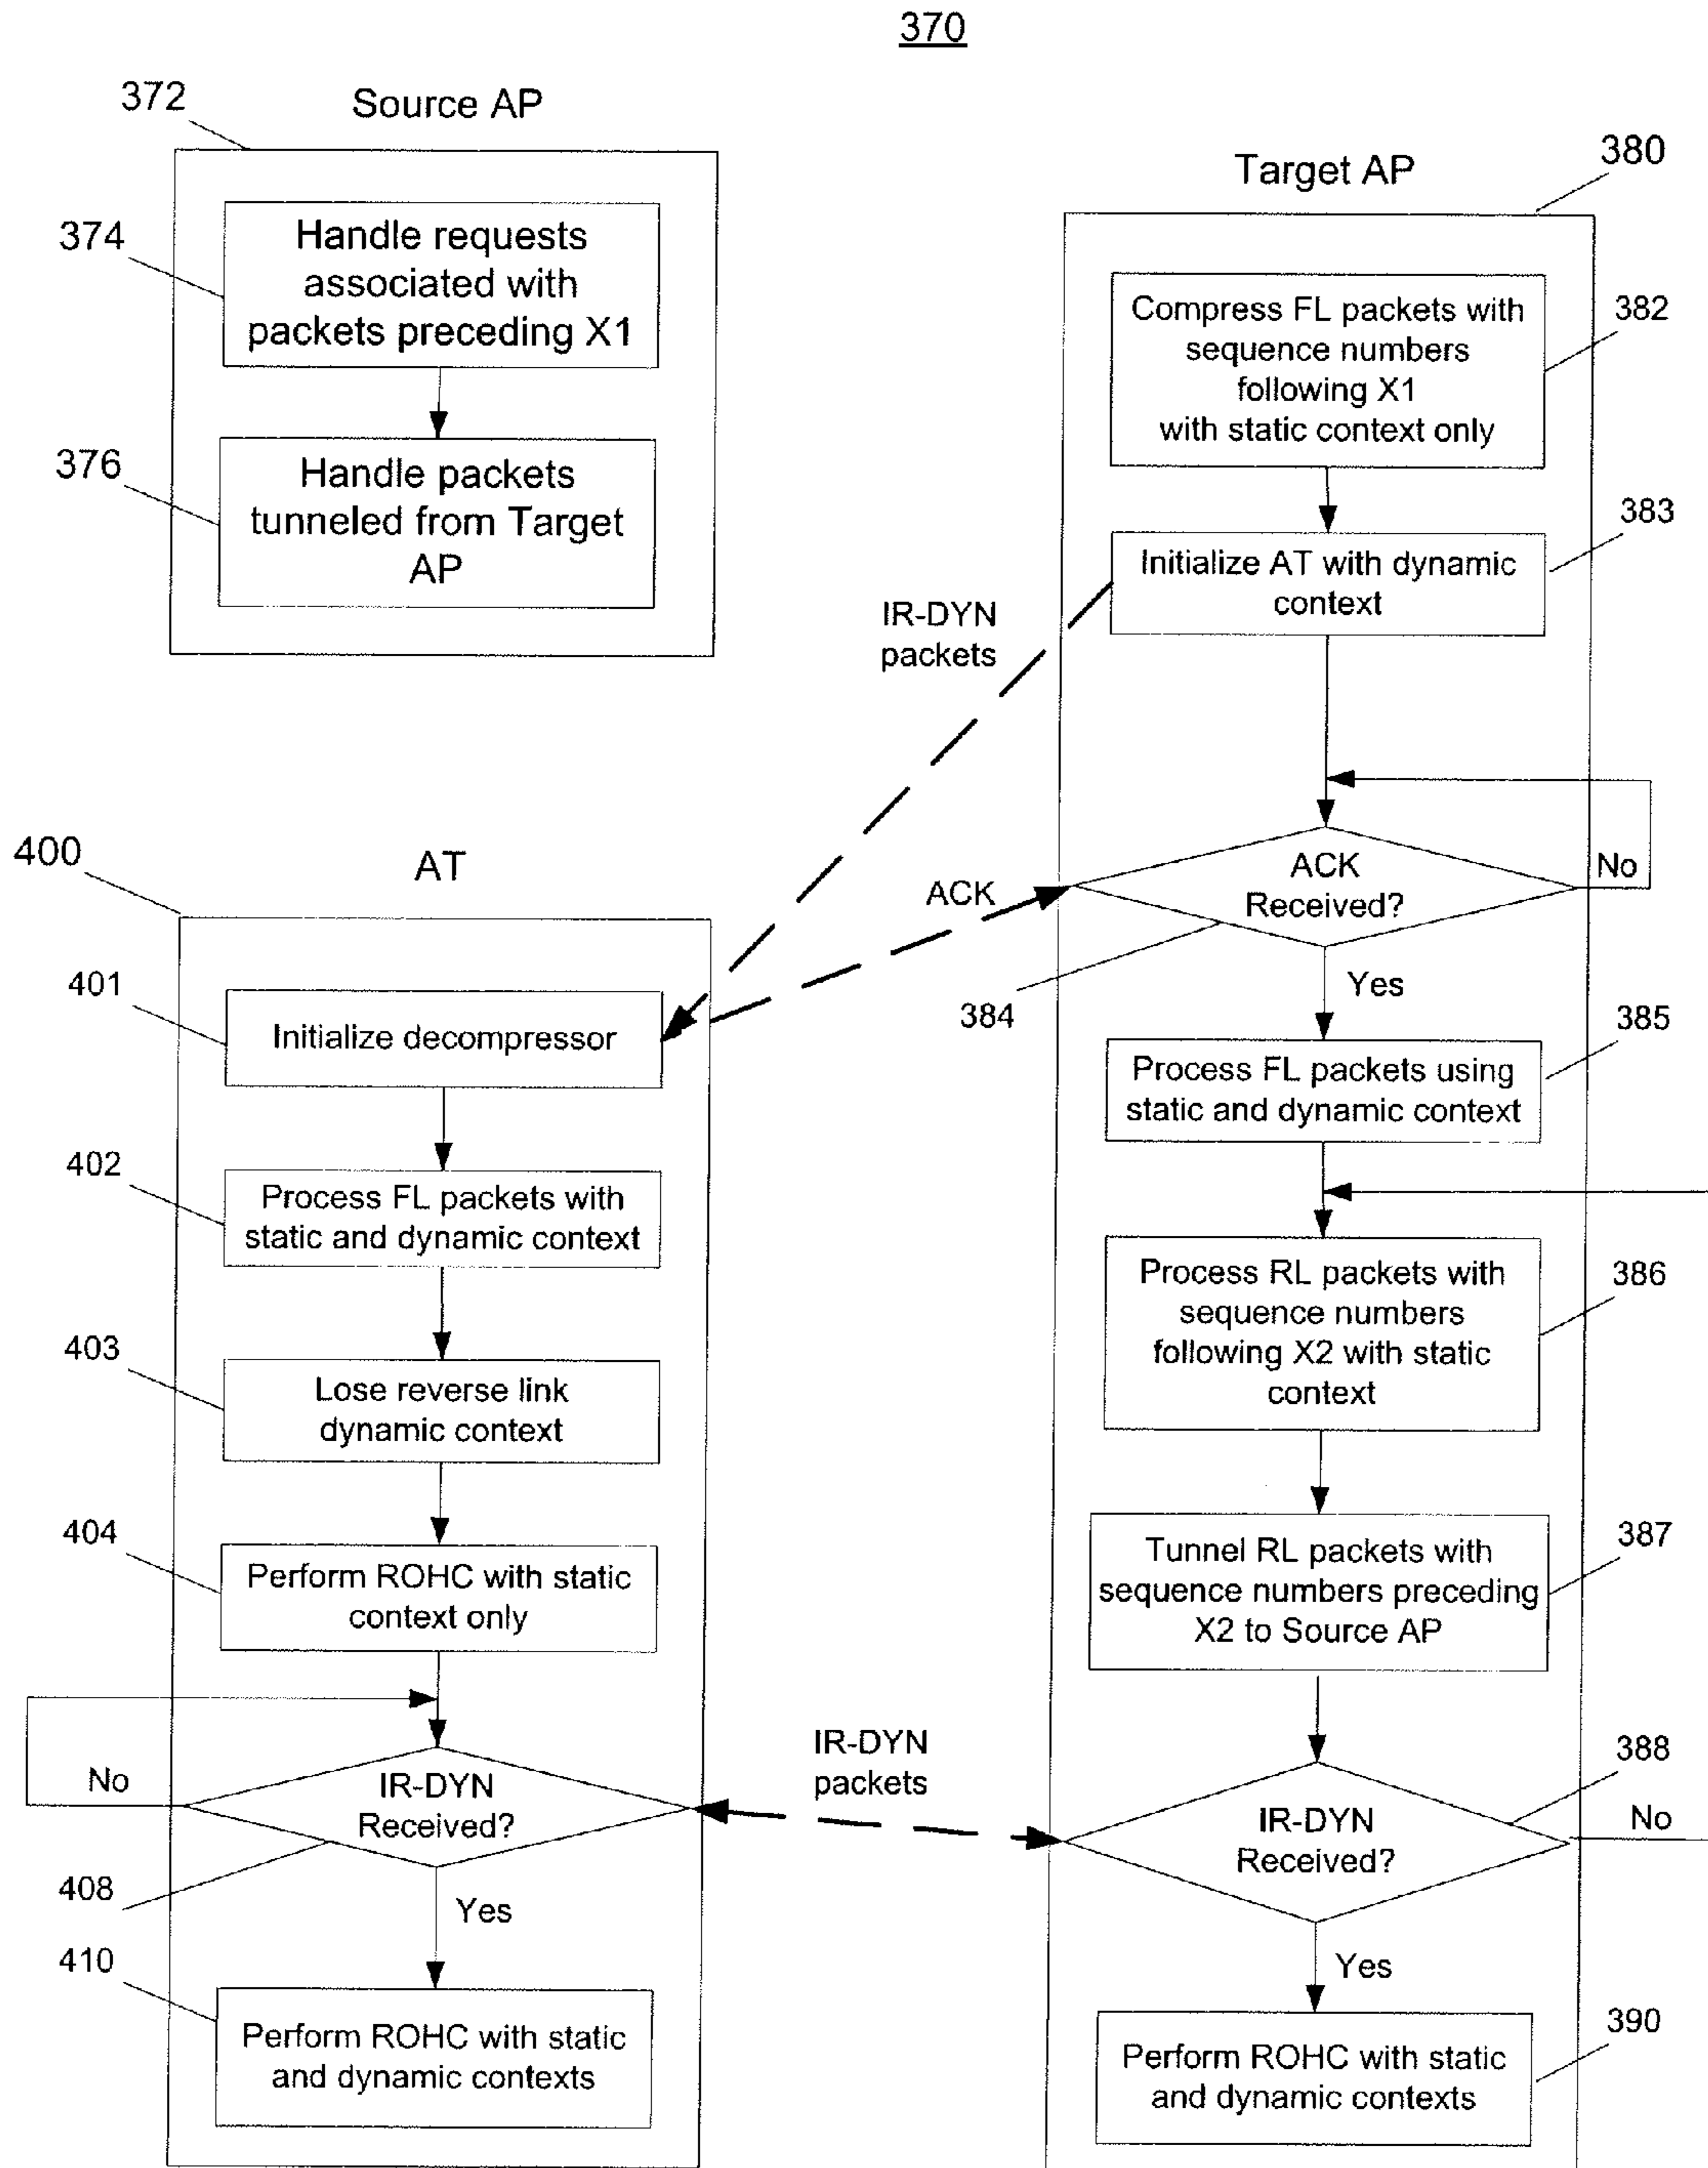 370
372
Source AP
374
Handle requests
associated with
packets preceding X1
376
Handle packets
tunneled from Target
AP
380
Target AP
Compress FL packets with
sequence numbers
following X1
with static context only
382
383
Initialize AT with dynamic
context
IR-DYN
packets
ACK
Received?
No
ACK
384
Yes
385
Process FL packets using
static and dynamic context
386
Process RL packets with
sequence numbers
following X2 with static
context
387
Tunnel RL packets with
sequence numbers preceding
X2 to Source AP
388
IR-DYN
Received?
No
Yes
390
Perform ROHC with static
and dynamic contexts
400
AT
401
Initialize decompressor
402
Process FL packets with
static and dynamic context
403
Lose reverse link
dynamic context
404
Perform ROHC with static
context only
No
IR-DYN
Received?
IR-DYN
packets
408
Yes
410
Perform ROHC with static
and dynamic contexts